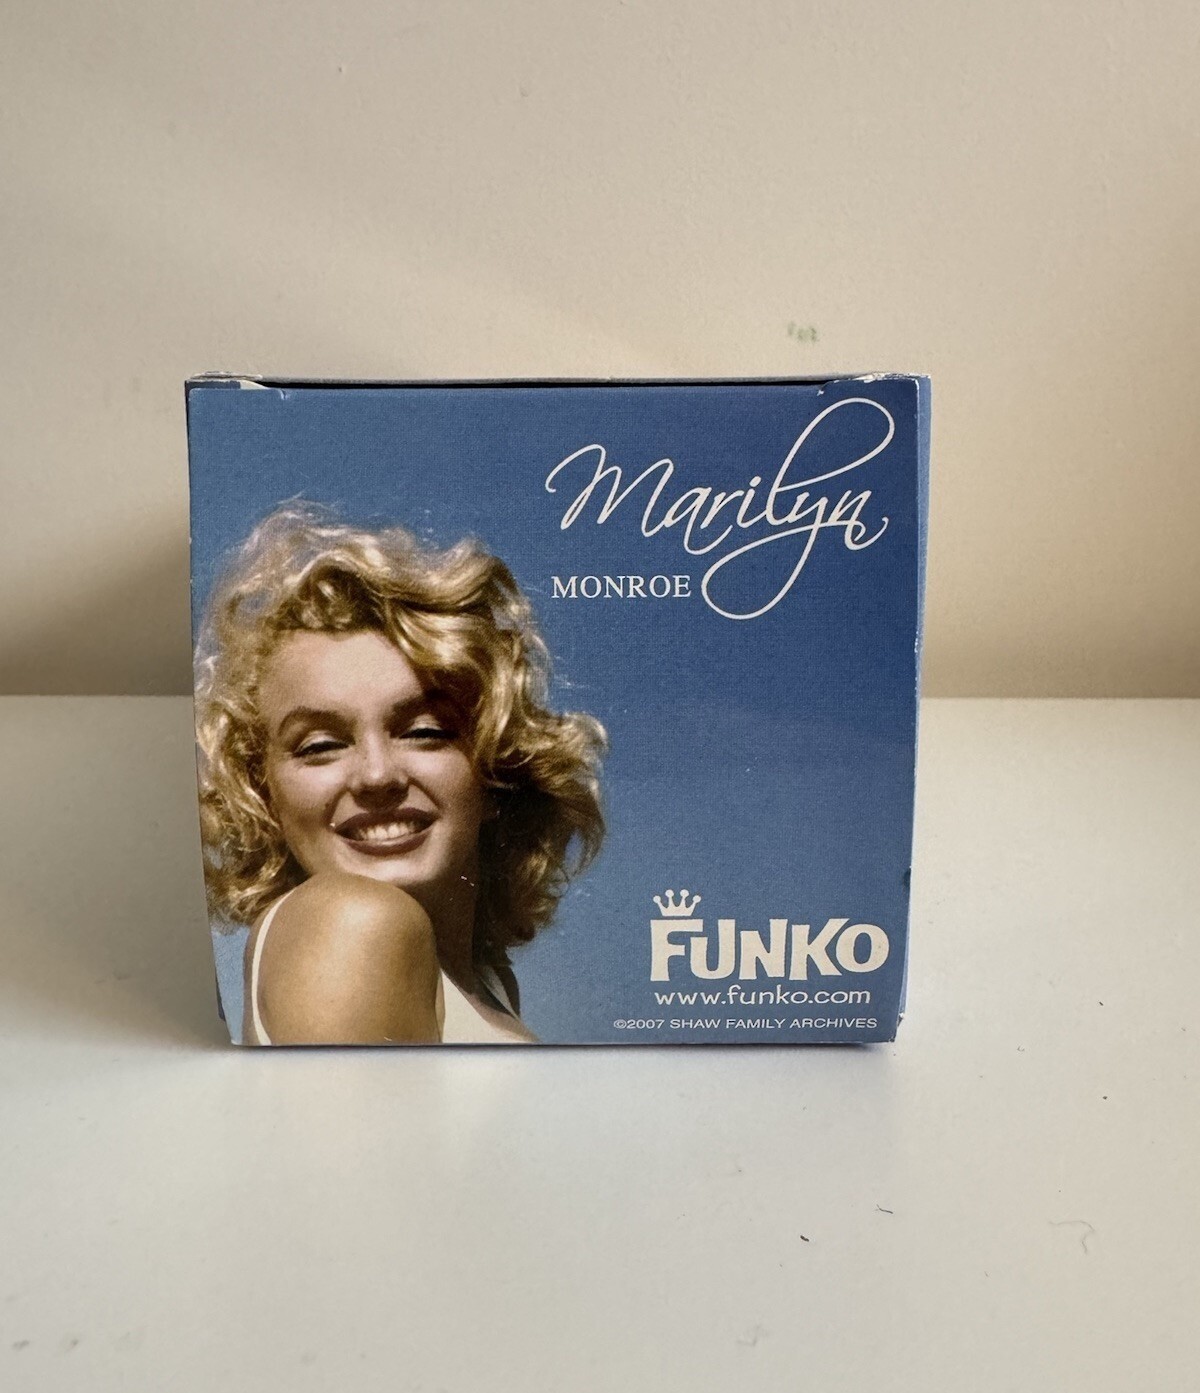 Marilyn
MONROE
FUNKO
www.funko.com
©2007 SHAW FAMILY ARCHIVES